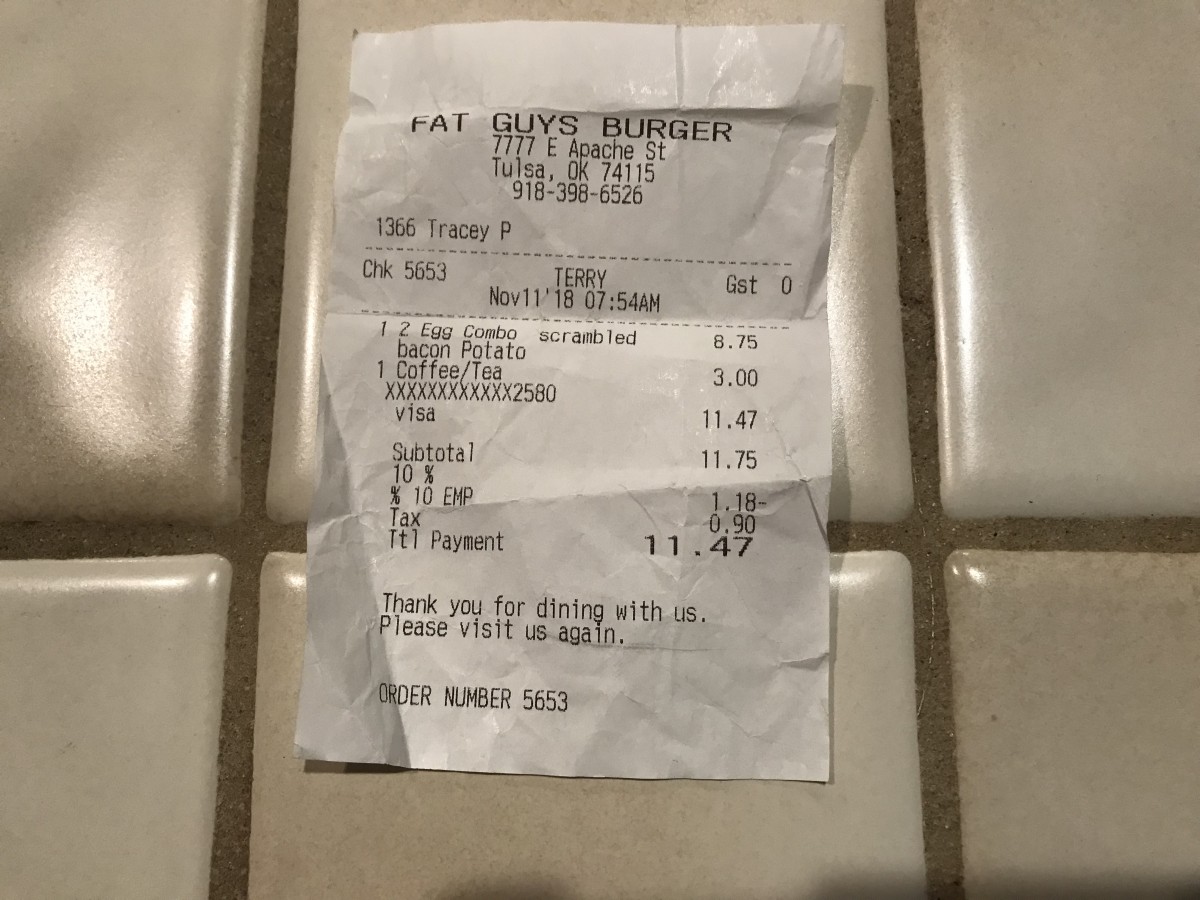 FAT GUYS BURGER
7777 E Apache St
Tulsa, OK 74115
918-398-6526
1366 Tracey P
Chk 5653 TERRY Gst 0
Nov11'18 07:54AM
1 2 Egg Combo scrambled 8.75
bacon Potato
1 Coffee/Tea 3.00
XXXXXXXXXXXX2580
visa 11.47
Subtotal 11.75
10 %
% 10 EMP 1.18-
Tax 0.90
Ttl Payment 11.47
Thank you for dining with us.
Please visit us again.
ORDER NUMBER 5653